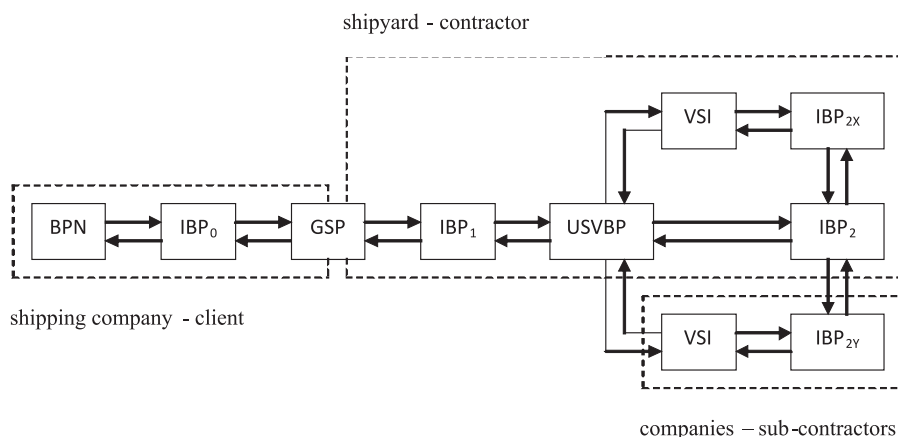 shipyard - contractor
VSI
IBP2X
BPN
IBP0
GSP
IBP1
USVBP
IBP2
shipping company - client
VSI
IBP2Y
companies – sub-contractors